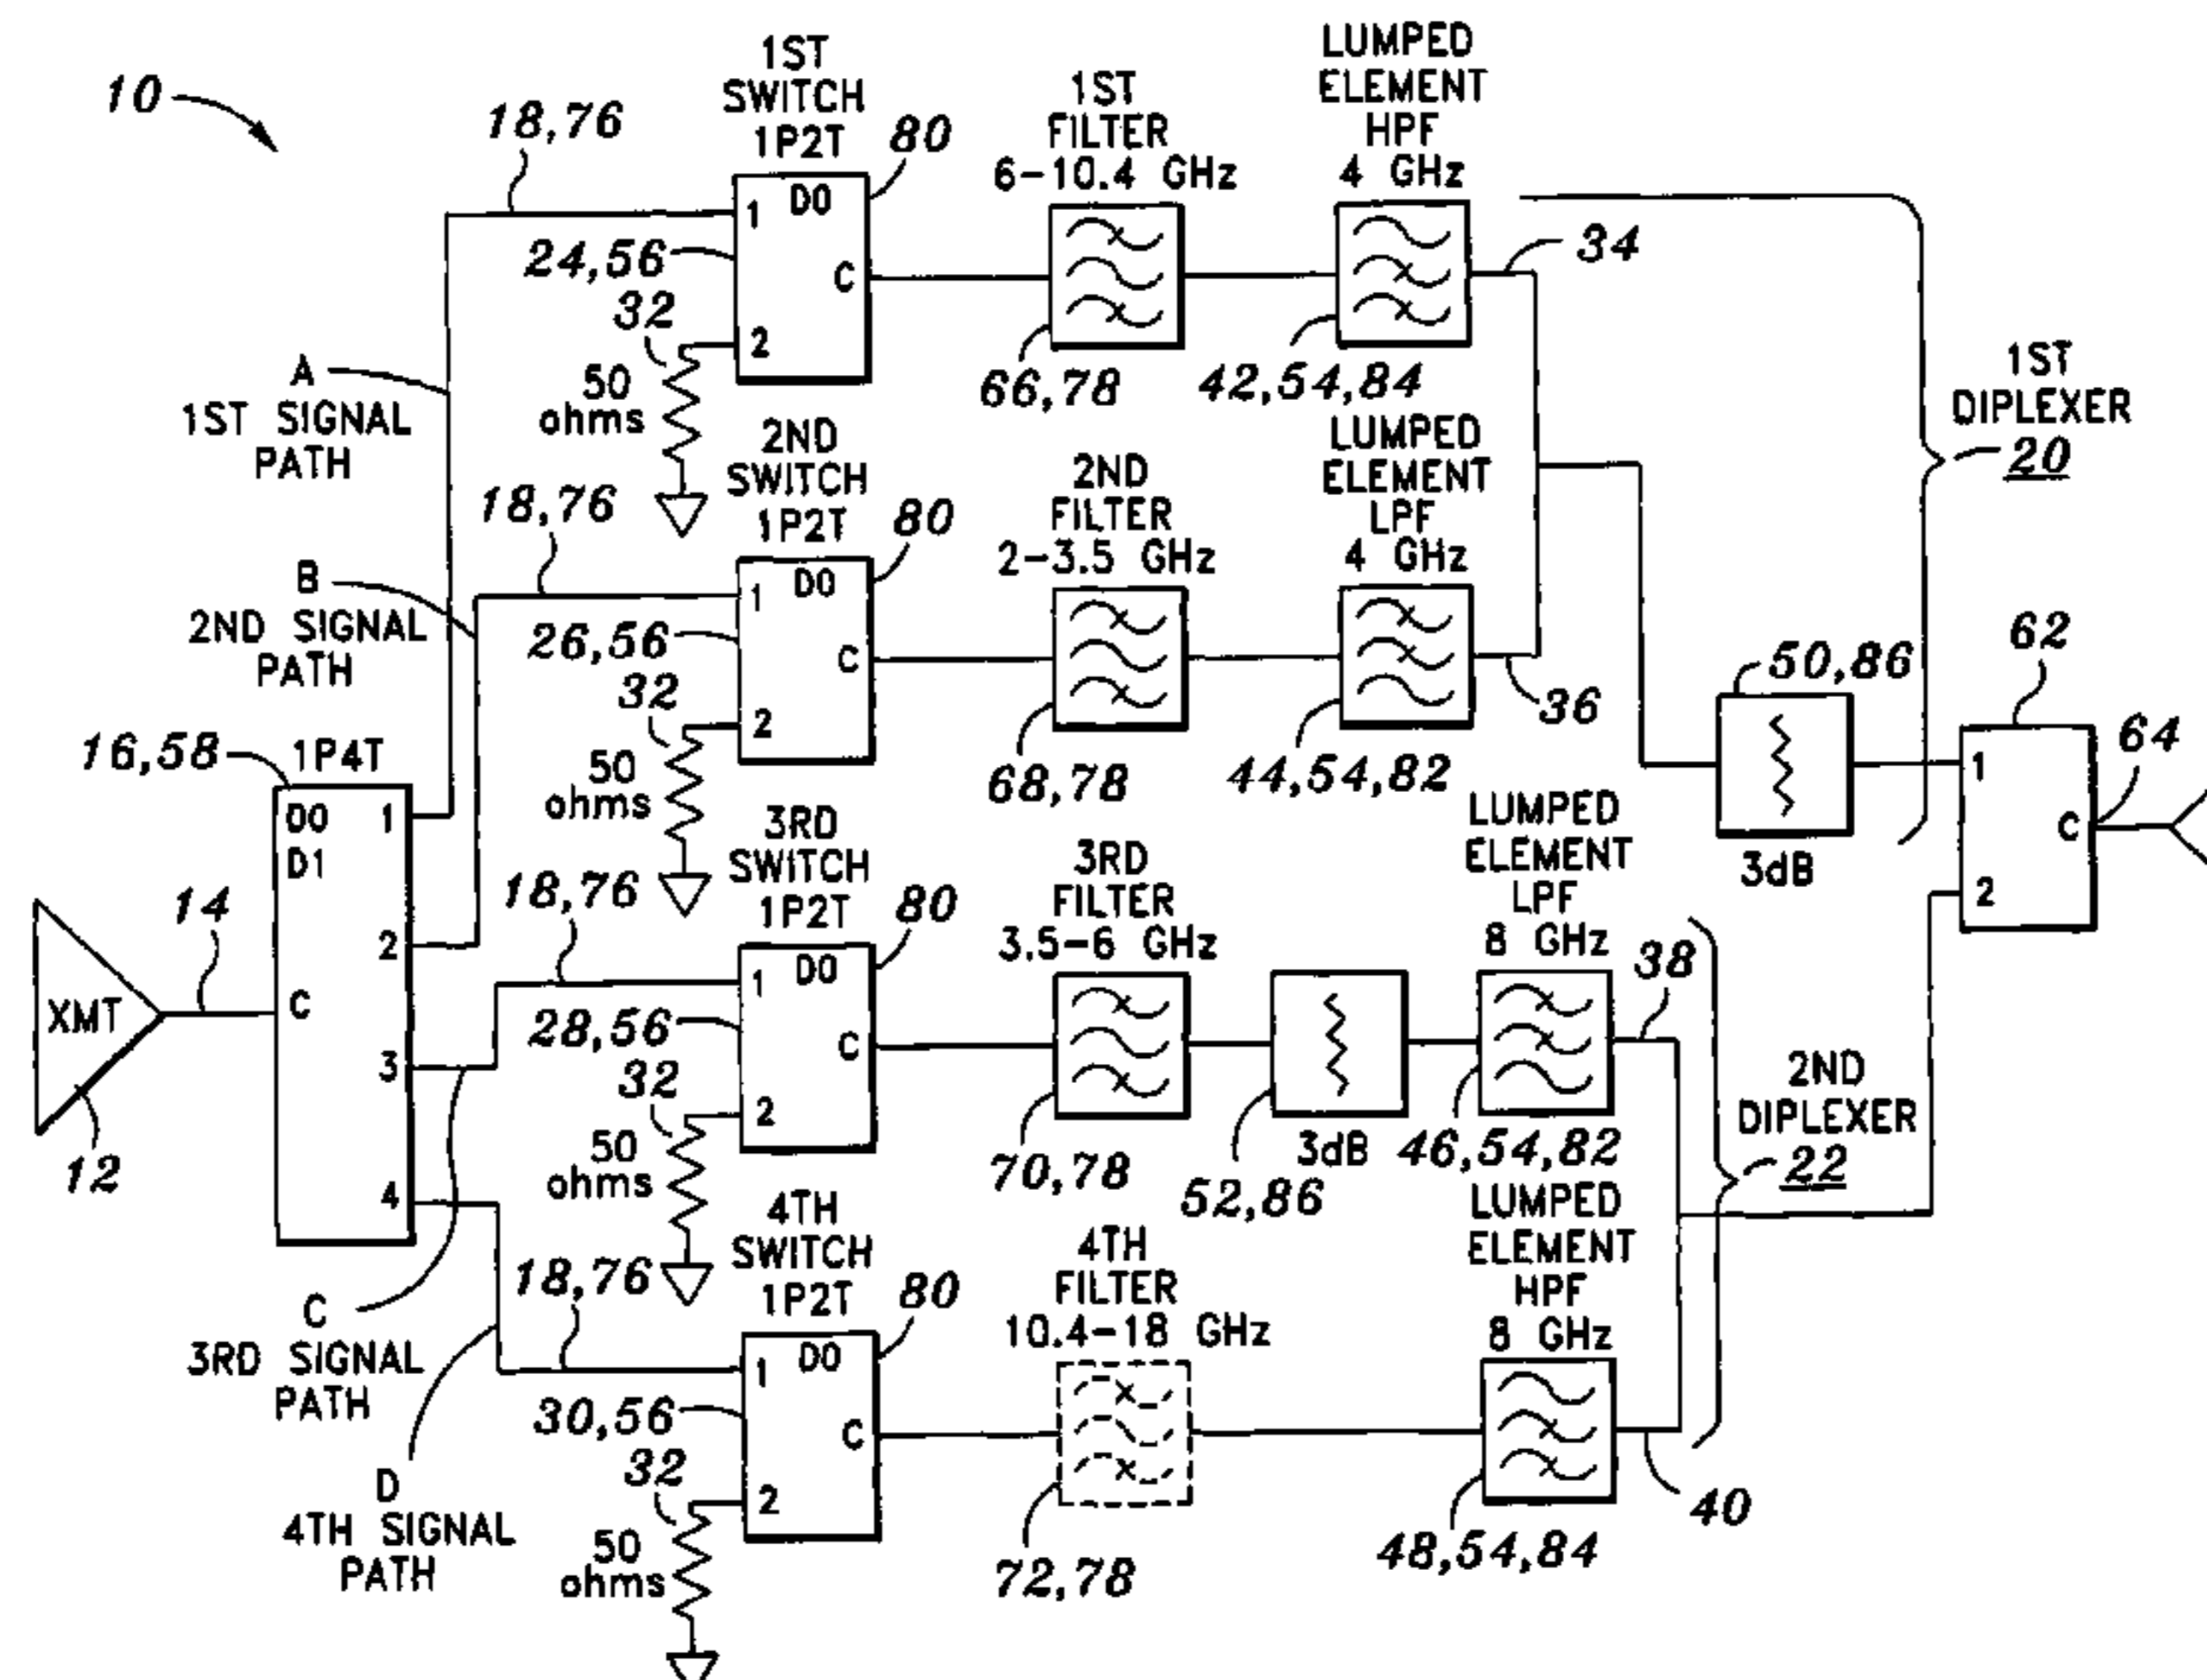 10
18,76
1ST
SWITCH
1P2T
80
1ST
FILTER
6-10.4 GHz
LUMPED
ELEMENT
HPF
4 GHz
1
D0
C
2
24,56
32
50
ohms
66,78
42,54,84
34
A
1ST SIGNAL
PATH
1ST
DIPLEXER
20
18,76
2ND
SWITCH
1P2T
80
2ND
FILTER
2-3.5 GHz
LUMPED
ELEMENT
LPF
4 GHz
B
2ND SIGNAL
PATH
1
D0
C
2
26,56
32
50
ohms
68,78
44,54,82
36
50,86
3dB
62
1
C
2
64
16,58
1P4T
D0
D1
C
1
2
3
4
14
XMT
12
18,76
3RD
SWITCH
1P2T
80
3RD
FILTER
3.5-6 GHz
LUMPED
ELEMENT
LPF
8 GHz
38
1
D0
C
2
28,56
32
50
ohms
70,78
3dB
52,86
46,54,82
2ND
DIPLEXER
22
C
3RD SIGNAL
PATH
18,76
4TH
SWITCH
1P2T
80
4TH
FILTER
10.4-18 GHz
LUMPED
ELEMENT
HPF
8 GHz
1
D0
C
2
30,56
32
50
ohms
72,78
48,54,84
40
D
4TH SIGNAL
PATH